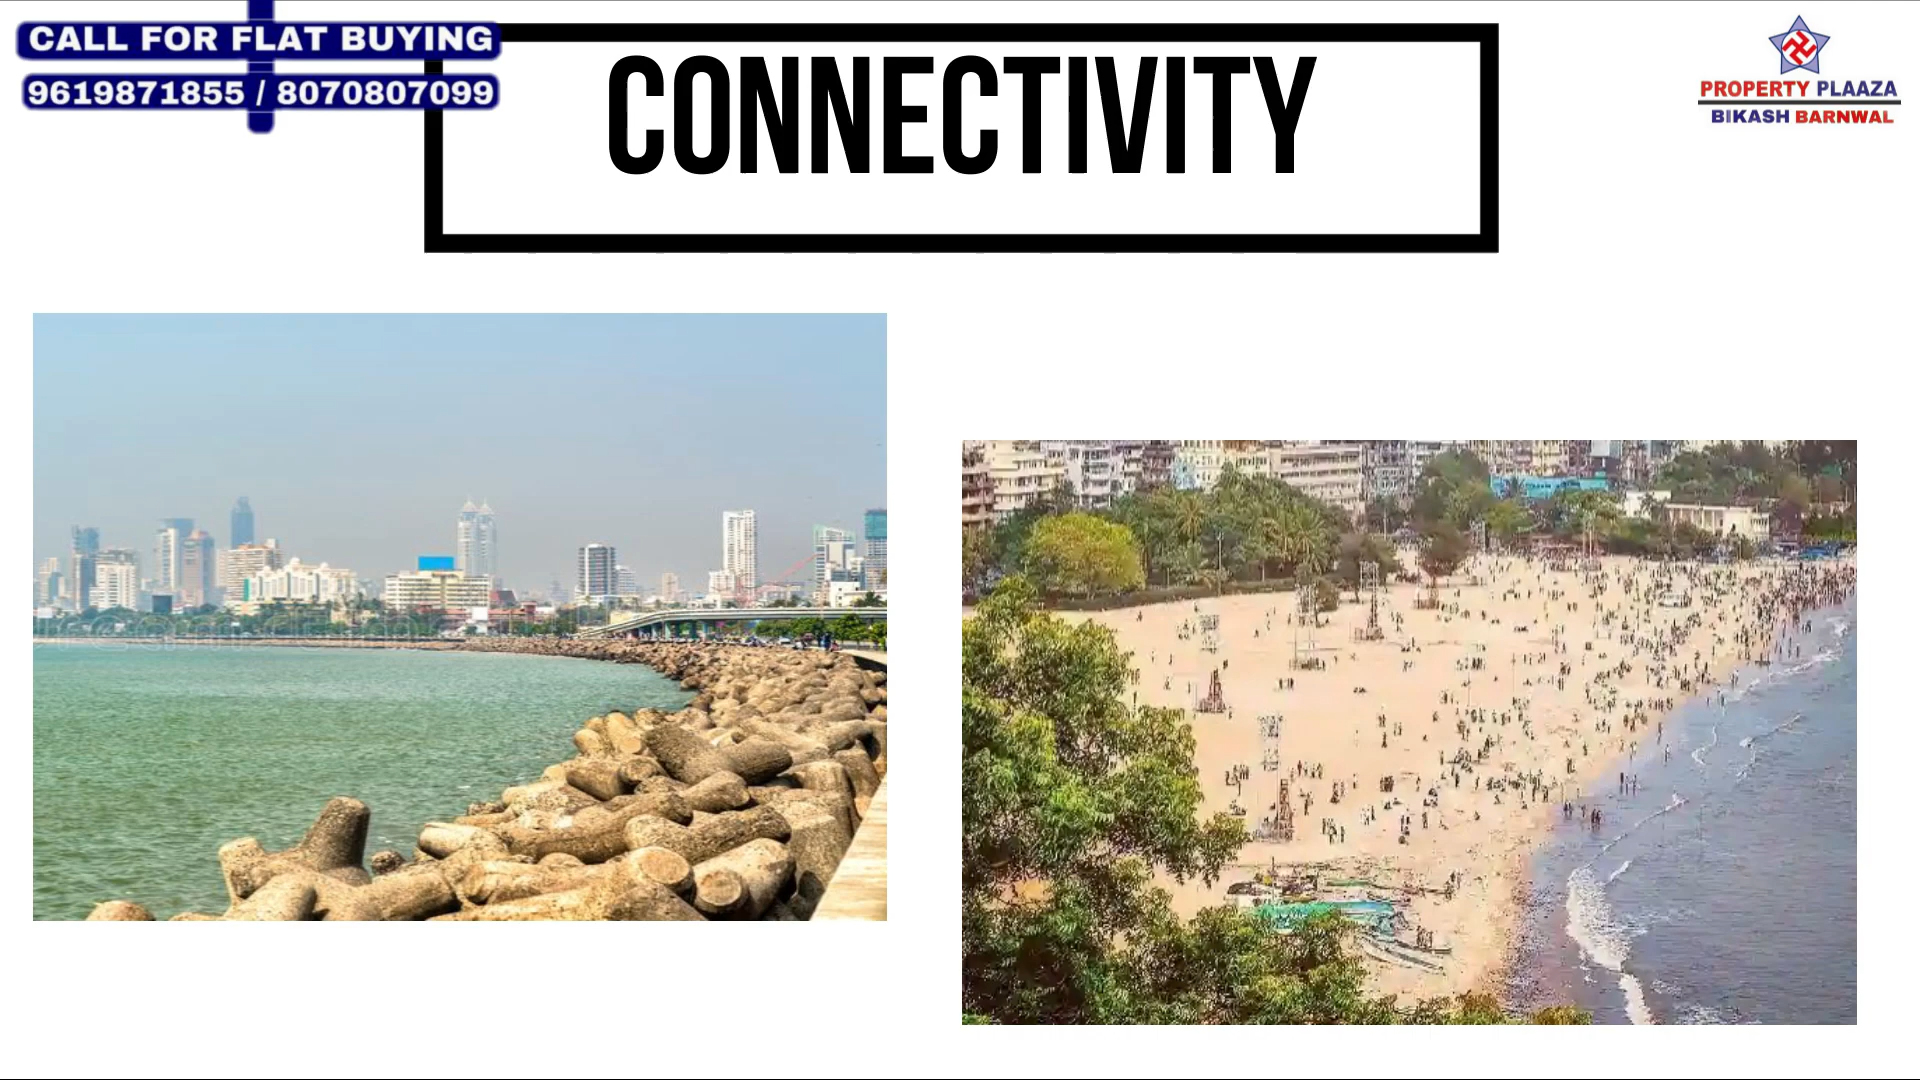 CALL FOR FLAT BUYING
9619871855 / 8070807099
CONNECTIVITY
PROPERTY PLAAZA
BIKASH BARNWAL